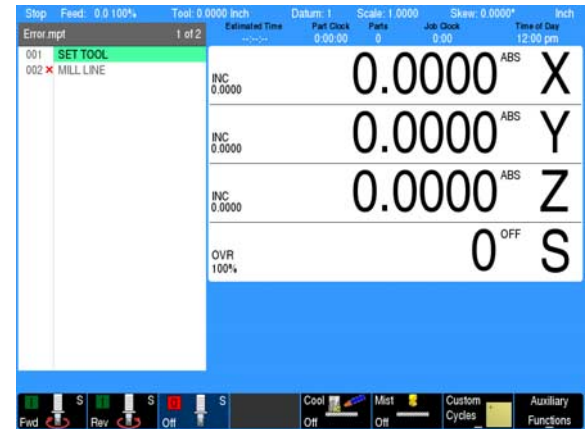 Stop Feed: 0.0 100% Tool: 0.0000 Inch Datum: 1 Scale: 1.0000 Skew: 0.0000° Inch
Error.mpt 1 of 2
Estimated Time Part Clock Parts Job Clock Time of Day
--:--:-- 0:00:00 0 0:00 12:00 pm
001 SET TOOL
002 × MILL LINE
INC
0.0000
0.0000 ABS X
INC
0.0000
0.0000 ABS Y
INC
0.0000
0.0000 ABS Z
OVR
100%
0 OFF S
I S I S O S Cool Mist Custom Auxiliary
Fwd Rev Off Off Off Cycles Functions